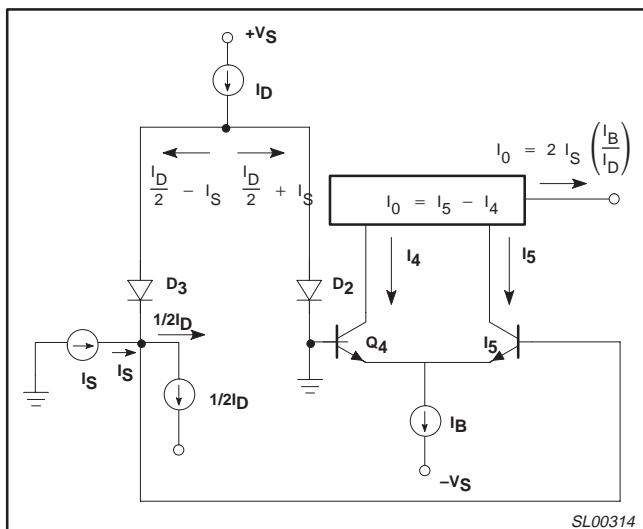 +VS
ID
ID/2 − IS
ID/2 + IS
I0 = 2 IS (IB/ID)
I0 = I5 − I4
I4
I5
D3
D2
1/2ID
Q4
I5
IS
IS
1/2ID
IB
−VS
SL00314